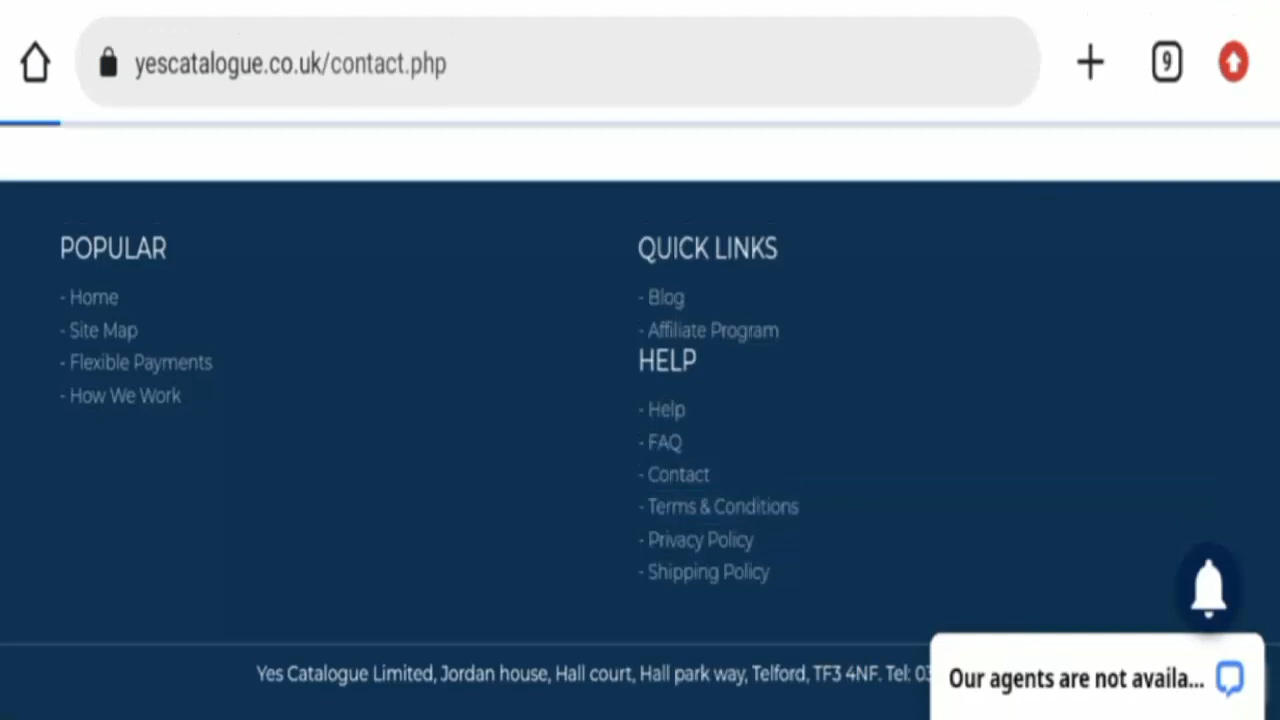 yescatalogue.co.uk/contact.php
9
POPULAR
- Home
- Site Map
- Flexible Payments
- How We Work
QUICK LINKS
- Blog
- Affiliate Program
HELP
- Help
- FAQ
- Contact
- Terms & Conditions
- Privacy Policy
- Shipping Policy
Yes Catalogue Limited, Jordan house, Hall court, Hall park way, Telford, TF3 4NF. Tel: 03
Our agents are not availa...